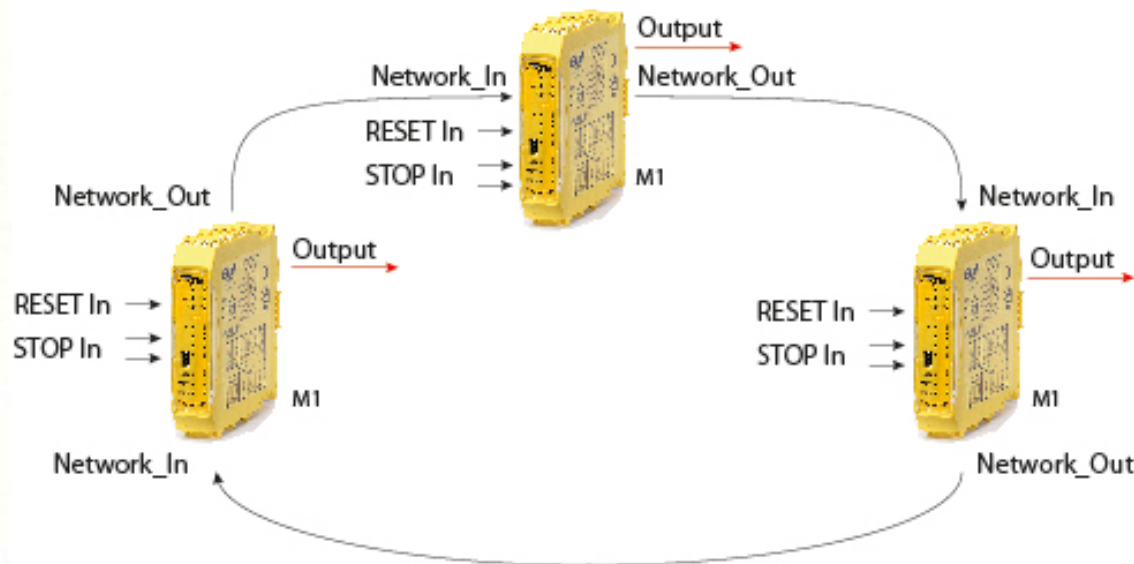 Output
Network_In
Network_Out
RESET In
STOP In
M1
Network_Out
Network_In
Output
Output
RESET In
STOP In
RESET In
STOP In
M1
M1
Network_In
Network_Out